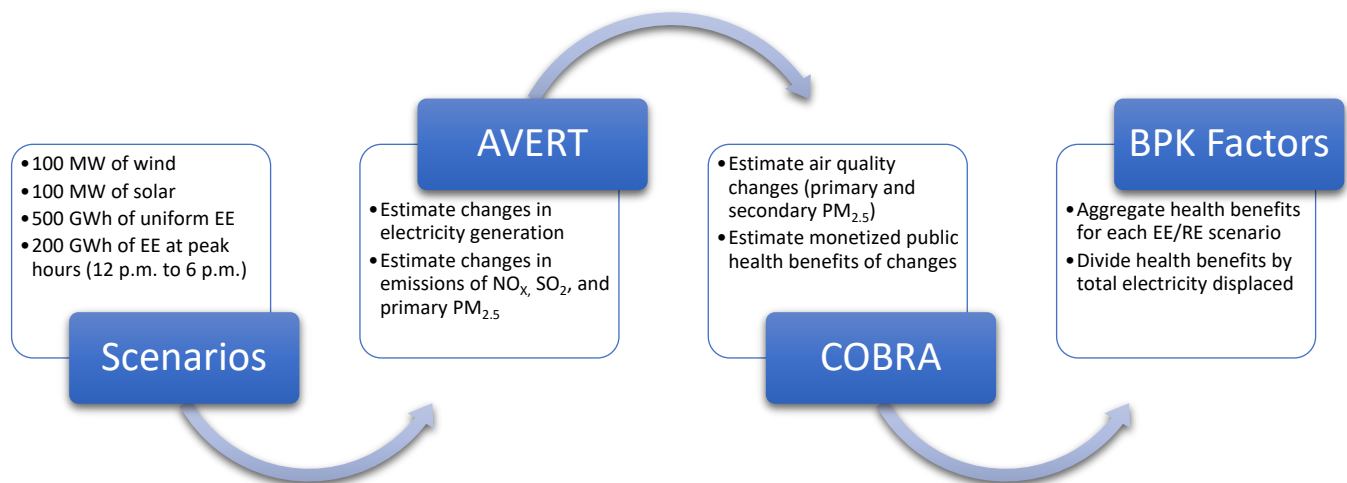 Scenarios
• 100 MW of wind
• 100 MW of solar
• 500 GWh of uniform EE
• 200 GWh of EE at peak
hours (12 p.m. to 6 p.m.)
AVERT
• Estimate changes in
electricity generation
• Estimate changes in
emissions of NOX, SO2, and
primary PM2.5
COBRA
• Estimate air quality
changes (primary and
secondary PM2.5)
• Estimate monetized public
health benefits of changes
BPK Factors
• Aggregate health benefits
for each EE/RE scenario
• Divide health benefits by
total electricity displaced